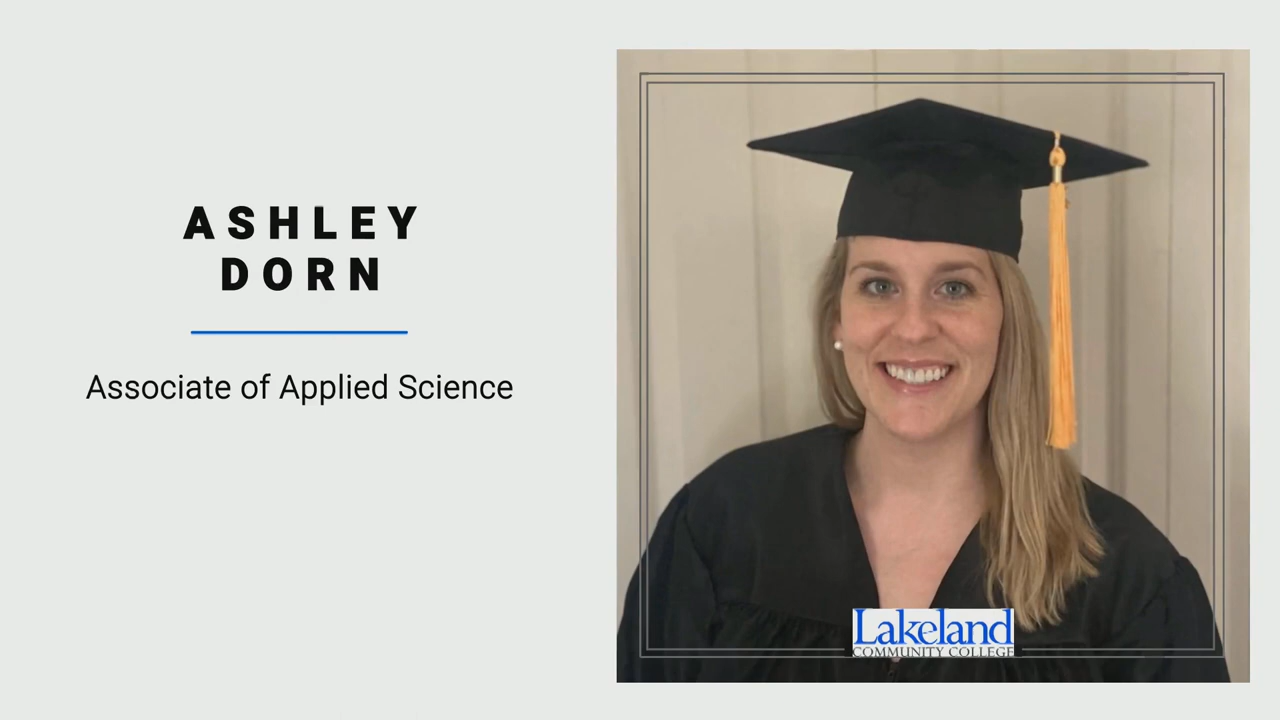 ASHLEY
DORN
Associate of Applied Science
Lakeland
COMMUNITY COLLEGE